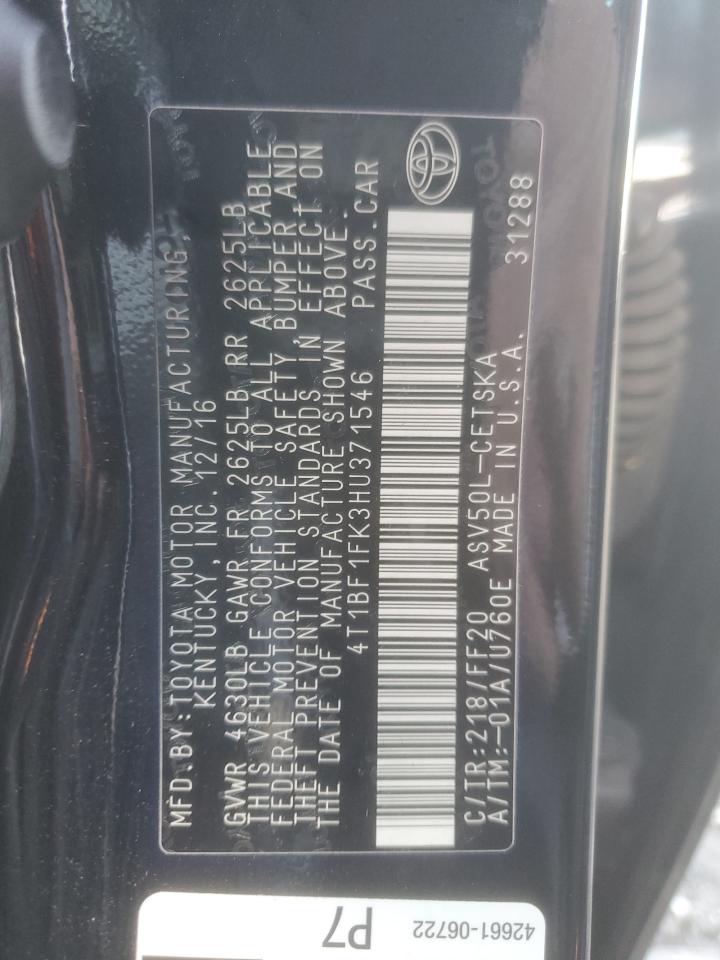 MFD.BY:TOYOTA MOTOR MANUFACTURING,
KENTUCKY, INC. 12/16
GVWR 4630LB GAWR FR 2625LB RR 2625LB
THIS VEHICLE CONFORMS TO ALL APPLICABLE
FEDERAL MOTOR VEHICLE SAFETY, BUMPER AND
THEFT PREVENTION STANDARDS IN EFFECT ON
THE DATE OF MANUFACTURE SHOWN ABOVE.
4T1BF1FK3HU371546 PASS.CAR
C/TR:218/FF20 ASV50L-CETSKA
A/TM:-01A/U760E MADE IN U.S.A. 31288
42661-06722
P7